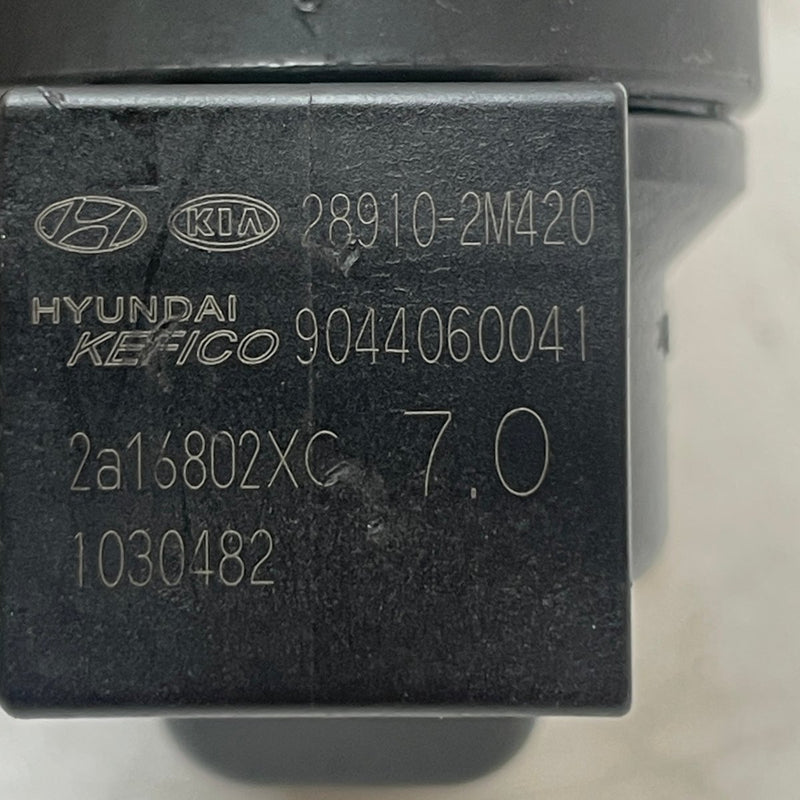 KIA 28910-2M420
HYUNDAI
KEFICO 9044060041
2a16802XC 7.0
1030482